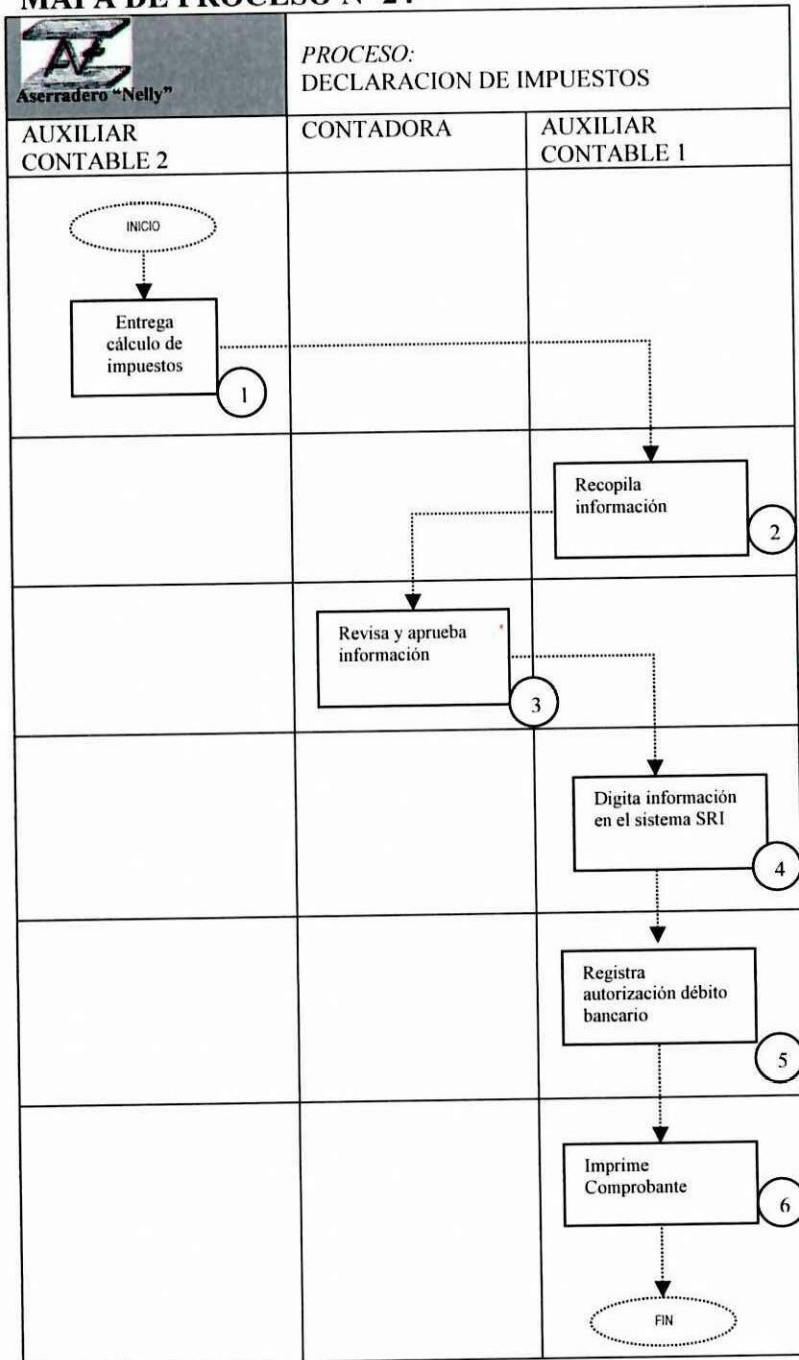 MAPA DE PROCESO Nº 24
Aserradero "Nelly"
PROCESO:
DECLARACION DE IMPUESTOS
AUXILIAR
CONTABLE 2
CONTADORA
AUXILIAR
CONTABLE 1
INICIO
Entrega
cálculo de
impuestos
1
Recopila
información
2
Revisa y aprueba
información
3
Digita información
en el sistema SRI
4
Registra
autorización débito
bancario
5
Imprime
Comprobante
6
FIN